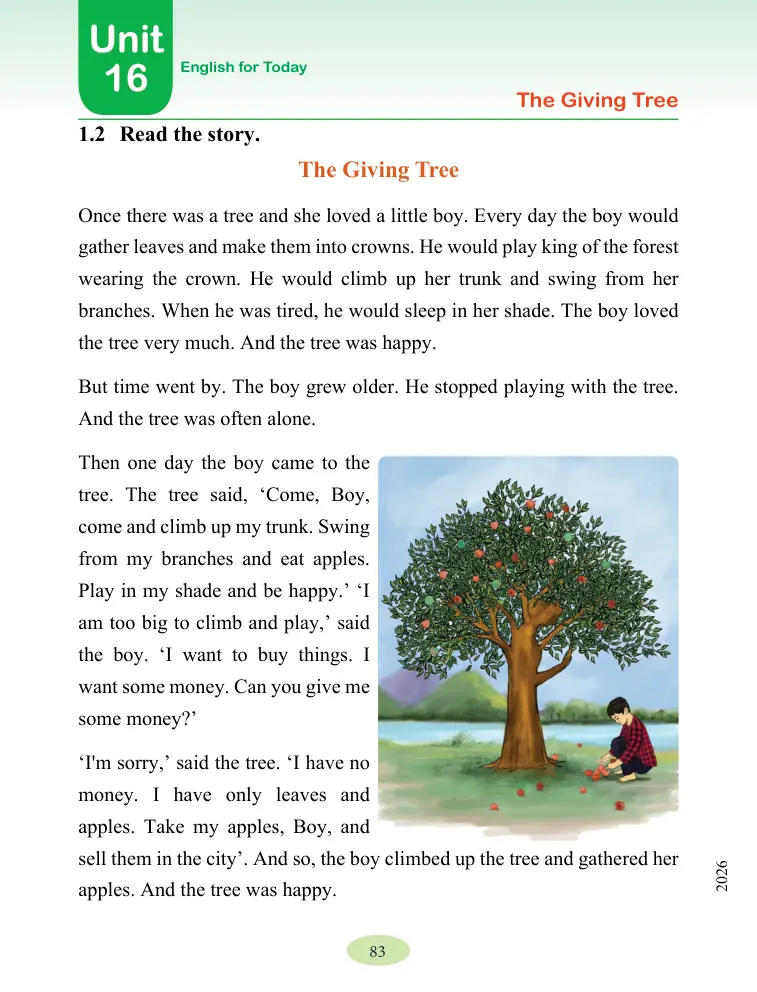 Unit
16
English for Today
The Giving Tree
1.2 Read the story.
The Giving Tree
Once there was a tree and she loved a little boy. Every day the boy would
gather leaves and make them into crowns. He would play king of the forest
wearing the crown. He would climb up her trunk and swing from her
branches. When he was tired, he would sleep in her shade. The boy loved
the tree very much. And the tree was happy.
But time went by. The boy grew older. He stopped playing with the tree.
And the tree was often alone.
Then one day the boy came to the
tree. The tree said, ‘Come, Boy,
come and climb up my trunk. Swing
from my branches and eat apples.
Play in my shade and be happy.’ ‘I
am too big to climb and play,’ said
the boy. ‘I want to buy things. I
want some money. Can you give me
some money?’
‘I'm sorry,’ said the tree. ‘I have no
money. I have only leaves and
apples. Take my apples, Boy, and
sell them in the city’. And so, the boy climbed up the tree and gathered her
apples. And the tree was happy.
2026
83